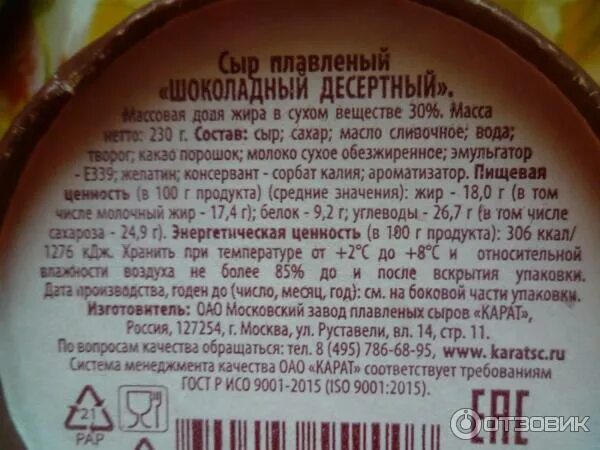 Сыр плавленый
«ШОКОЛАДНЫЙ ДЕСЕРТНЫЙ».
Массовая доля жира в сухом веществе 30%. Масса
нетто: 230 г. Состав: сыр; сахар; масло сливочное; вода;
творог; какао порошок; молоко сухое обезжиренное; эмульгатор
- Е339; желатин; консервант - сорбат калия; ароматизатор. Пищевая
ценность (в 100 г продукта) (средние значения): жир - 18,0 г (в том
числе молочный жир - 17,4 г); белок - 9,2 г; углеводы - 26,7 г (в том числе
сахароза - 24,9 г). Энергетическая ценность (в 100 г продукта): 306 ккал/
1276 кДж. Хранить при температуре от +2°С до +8°С и относительной
влажности воздуха не более 85% до и после вскрытия упаковки.
Дата производства, годен до (число, месяц, год): см. на боковой части упаковки.
Изготовитель: ОАО Московский завод плавленых сыров «КАРАТ»,
Россия, 127254, г. Москва, ул. Руставели, вл. 14, стр. 11.
По вопросам качества обращаться: тел. 8 (495) 786-68-95, www.karatsc.ru
Система менеджмента качества ОАО «КАРАТ» соответствует требованиям
ГОСТ Р ИСО 9001-2015 (ISO 9001:2015).
21
PAP
EAC
ОТЗОВИК